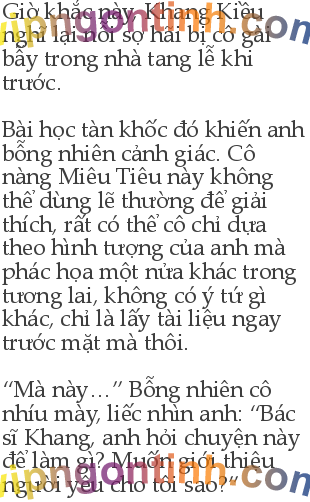 Giờ khắc này, Khang Kiều
nghĩ lại nỗi sợ hãi bị cô gái
bẫy trong nhà tang lễ khi
trước.
Bài học tàn khốc đó khiến anh
bỗng nhiên cảnh giác. Cô
nàng Miêu Tiêu này không
thể dùng lẽ thường để giải
thích, rất có thể cô chỉ dựa
theo hình tượng của anh mà
phác họa một nửa khác trong
tương lai, không có ý tứ gì
khác, chỉ là lấy tài liệu ngay
trước mặt mà thôi.
“Mà này…” Bỗng nhiên cô
nhíu mày, liếc nhìn anh: “Bác
sĩ Khang, anh hỏi chuyện này
để làm gì? Muốn giới thiệu
người yêu cho tôi sao?”
vipngontinh.com
vipngontinh.com